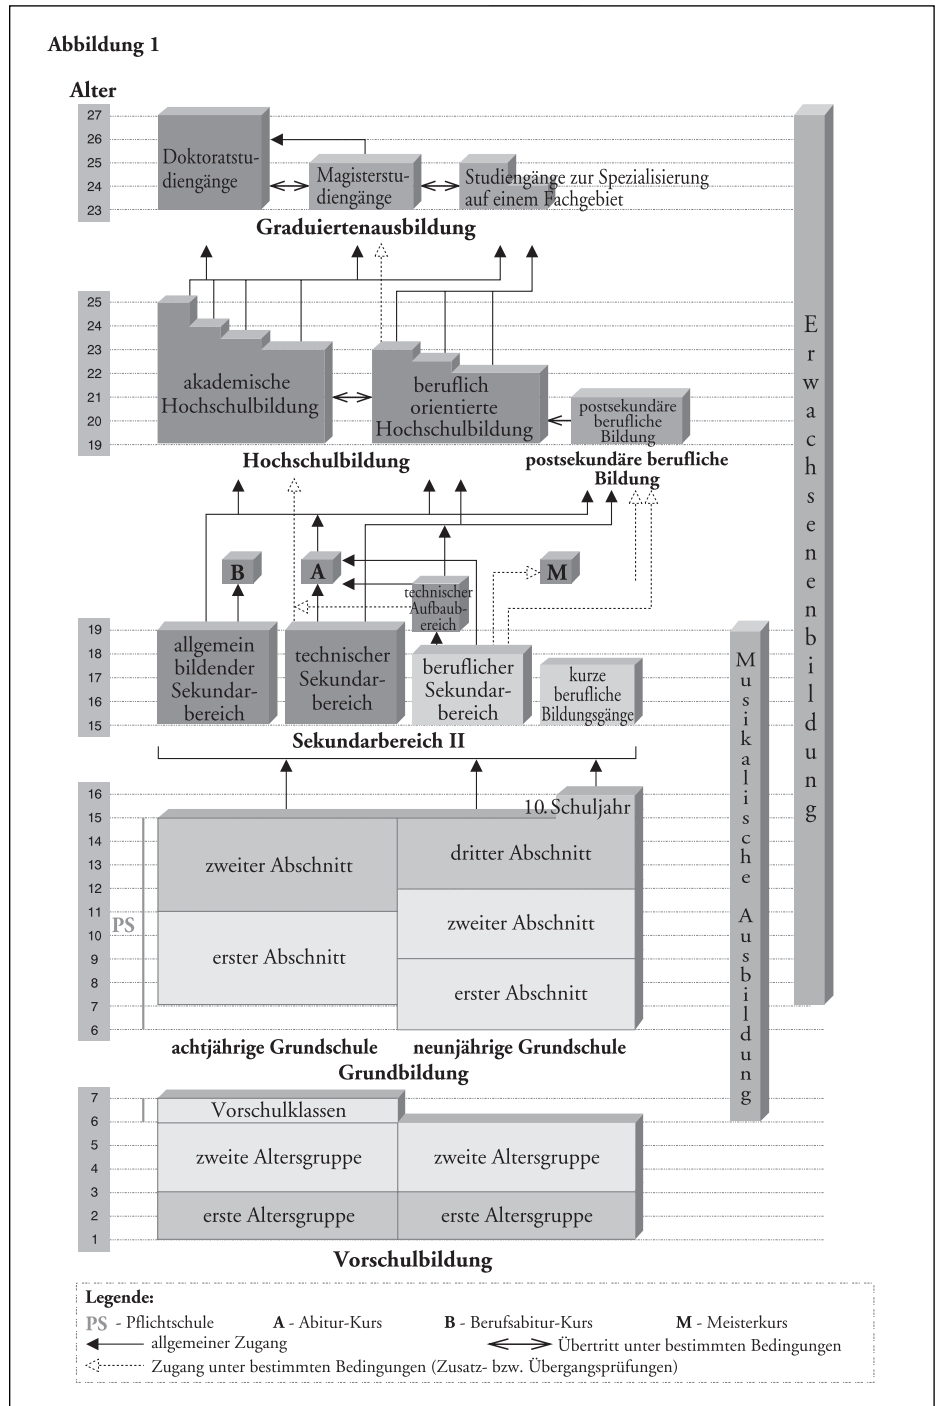 Abbildung 1
Alter
27
26
25
24
23
Doktoratstu-
diengänge
Magisterstu-
diengänge
Studiengänge zur Spezialisierung
auf einem Fachgebiet
Graduiertenausbildung
25
24
23
22
21
20
19
akademische
Hochschulbildung
beruflich
orientierte
Hochschulbildung
postsekundäre
berufliche
Bildung
Hochschulbildung
postsekundäre berufliche
Bildung
B
A
M
technischer
Aufbaub-
ereich
19
18
17
16
15
allgemein
bildender
Sekundar-
bereich
technischer
Sekundar-
bereich
beruflicher
Sekundar-
bereich
kurze
berufliche
Bildungsgänge
Sekundarbereich II
16
15
14
13
12
11
10
9
8
7
6
PS
10. Schuljahr
zweiter Abschnitt
erster Abschnitt
dritter Abschnitt
zweiter Abschnitt
erster Abschnitt
achtjährige Grundschule
neunjährige Grundschule
Grundbildung
7
6
5
4
3
2
1
Vorschulklassen
zweite Altersgruppe
zweite Altersgruppe
erste Altersgruppe
erste Altersgruppe
Vorschulbildung
Musikalische Ausbildung
Erwachsenenbildung
Legende:
PS - Pflichtschule
A - Abitur-Kurs
B - Berufsabitur-Kurs
M - Meisterkurs
allgemeiner Zugang
Übertritt unter bestimmten Bedingungen
Zugang unter bestimmten Bedingungen (Zusatz- bzw. Übergangsprüfungen)